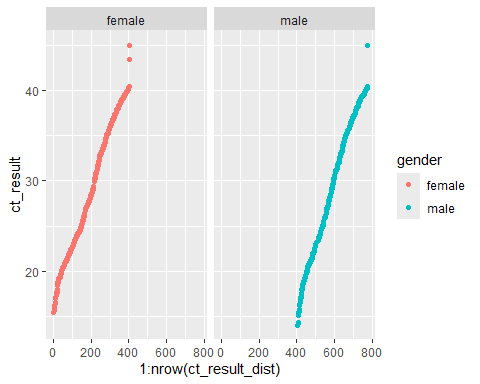 female male
ct_result
40
30
20
0 200 400 600 800 0 200 400 600 800
1:nrow(ct_result_dist)
gender
female
male